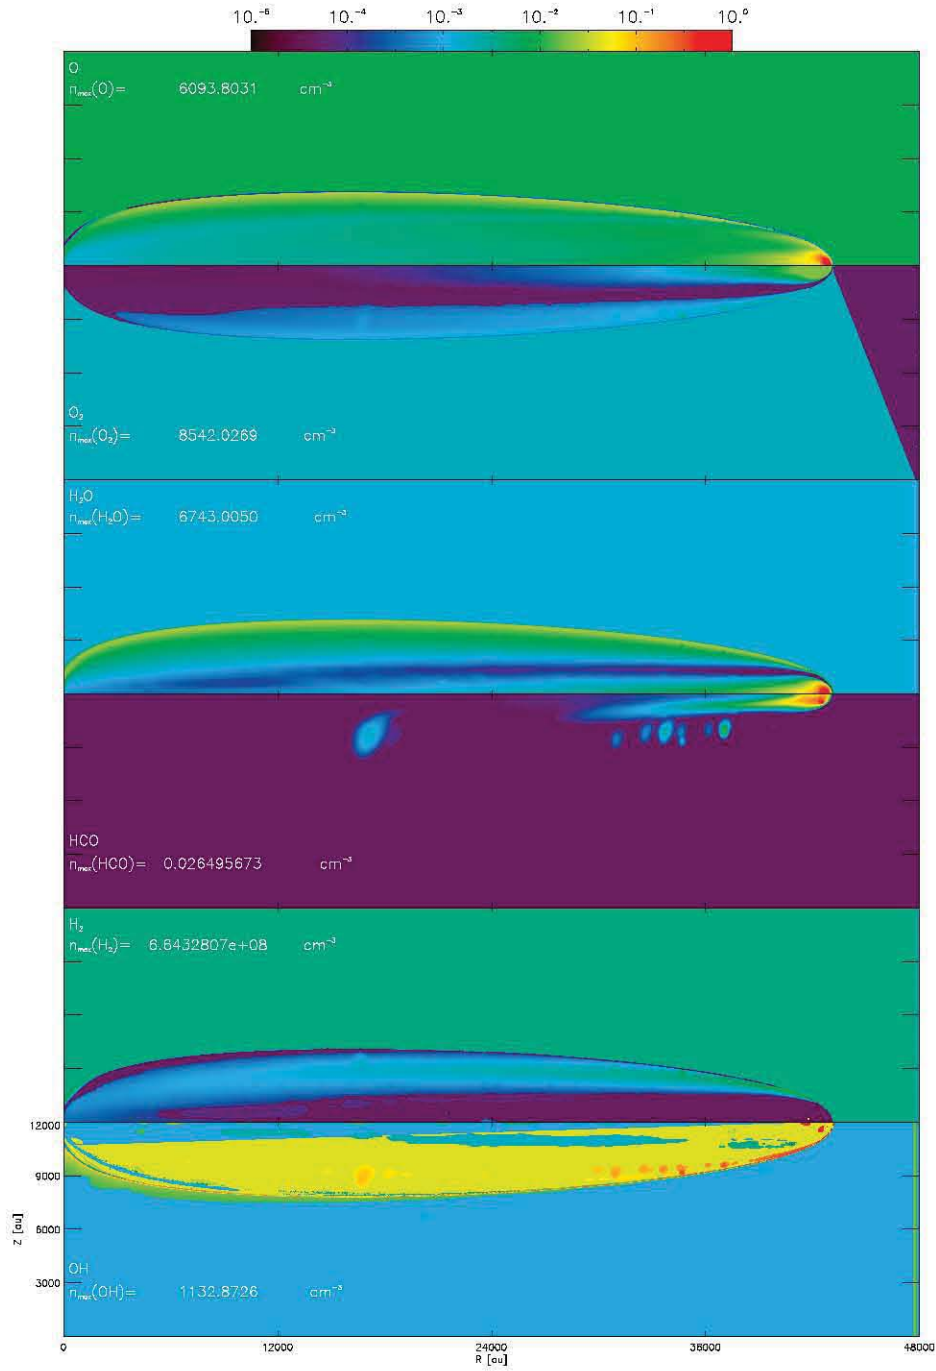 10.⁻⁵ 10.⁻⁴ 10.⁻³ 10.⁻² 10.⁻¹ 10.⁰
O
n_max(O)= 6093.8031 cm⁻³
O₂
n_max(O₂)= 8542.0269 cm⁻³
H₂O
n_max(H₂O)= 6743.0050 cm⁻³
HCO
n_max(HCO)= 0.026495673 cm⁻³
H₂
n_max(H₂)= 6.8432807e+08 cm⁻³
12000
9000
6000
3000
Z [au]
OH
n_max(OH)= 1132.8726 cm⁻³
0 12000 24000 36000 48000
R [au]